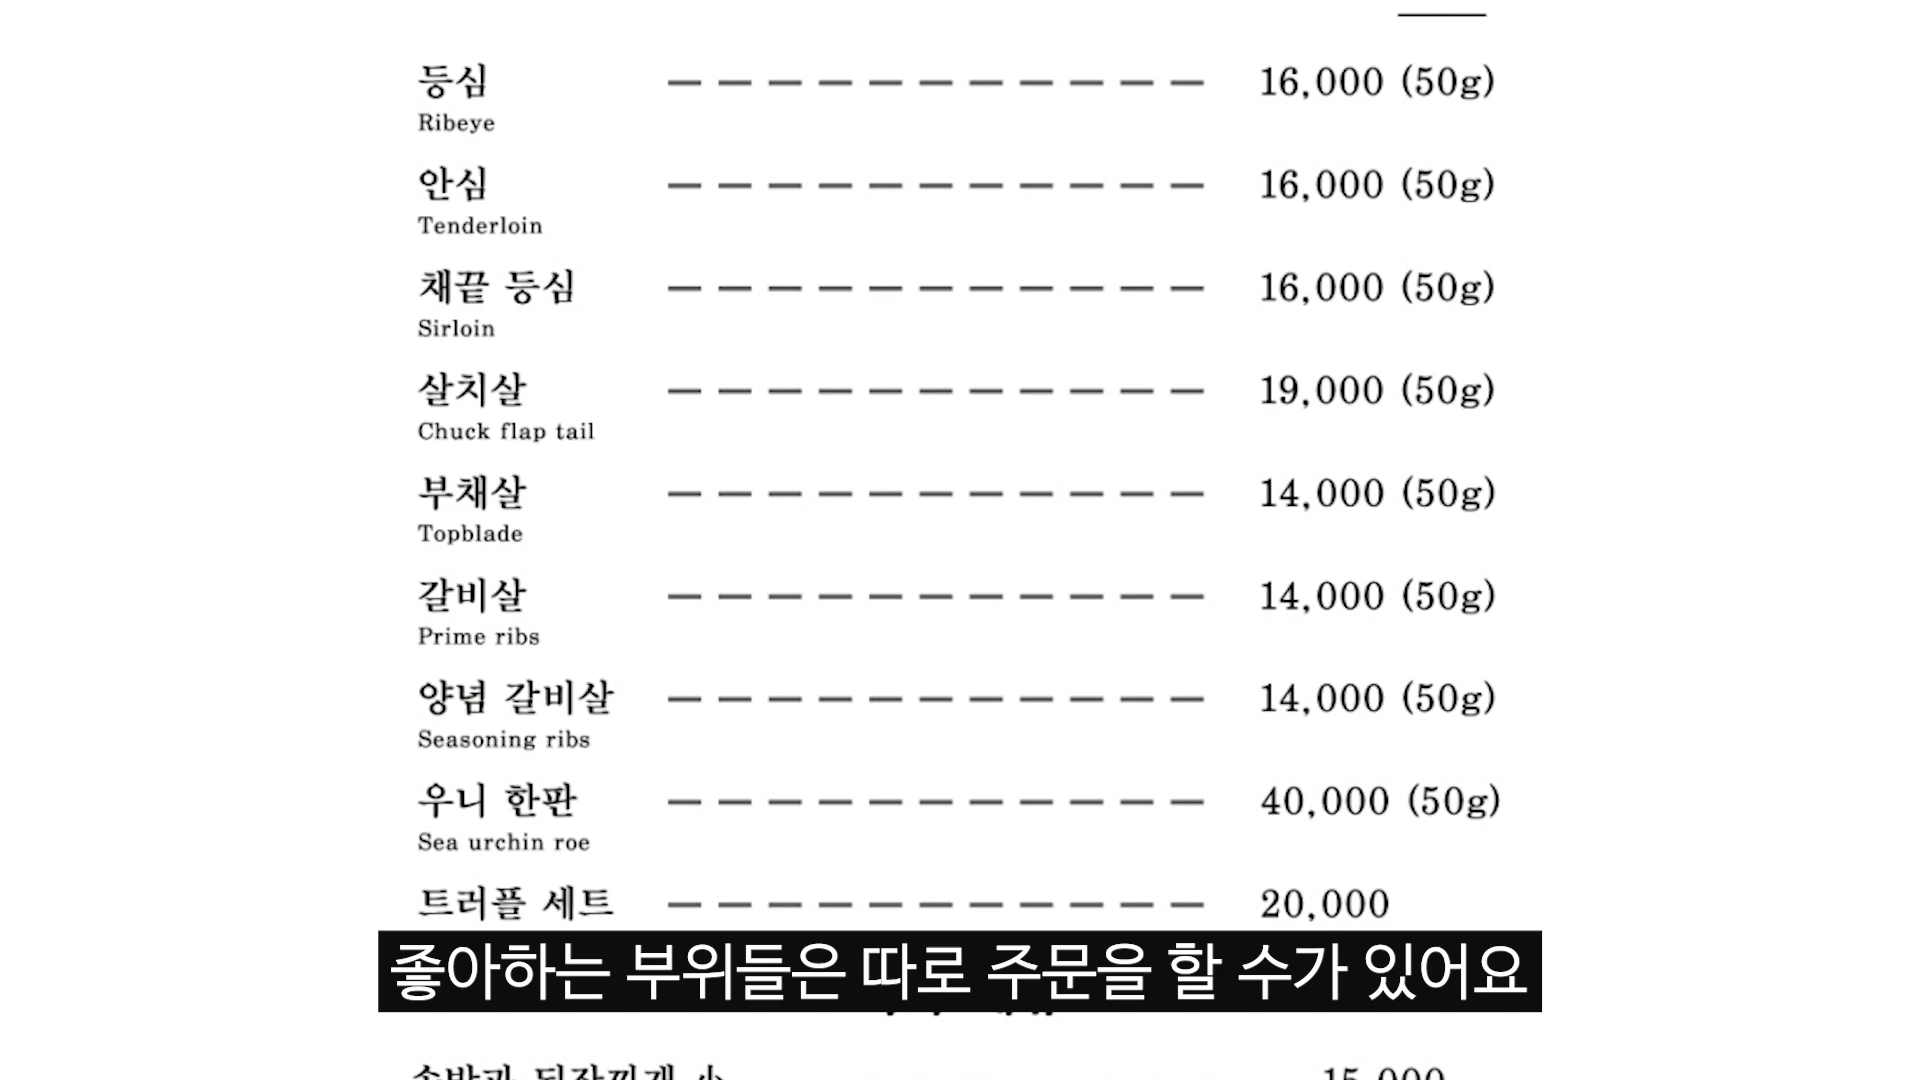 등심 16,000 (50g)
Ribeye
안심 16,000 (50g)
Tenderloin
채끝 등심 16,000 (50g)
Sirloin
살치살 19,000 (50g)
Chuck flap tail
부채살 14,000 (50g)
Topblade
갈비살 14,000 (50g)
Prime ribs
양념 갈비살 14,000 (50g)
Seasoning ribs
우니 한판 40,000 (50g)
Sea urchin roe
트러플 세트 20,000
좋아하는 부위들은 따로 주문을 할 수가 있어요
15,000